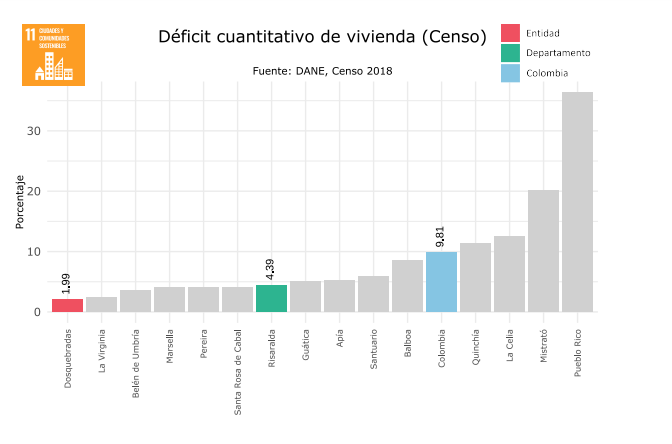 11 CIUDADES Y
COMUNIDADES
SOSTENIBLES
Déficit cuantitativo de vivienda (Censo)
Fuente: DANE, Censo 2018
Entidad
Departamento
Colombia
Porcentaje
30
20
10
0
1.99
4.39
9.81
Dosquebradas
La Virginia
Belén de Umbría
Marsella
Pereira
Santa Rosa de Cabal
Risaralda
Guática
Apía
Santuario
Balboa
Colombia
Quinchía
La Celia
Mistrató
Pueblo Rico